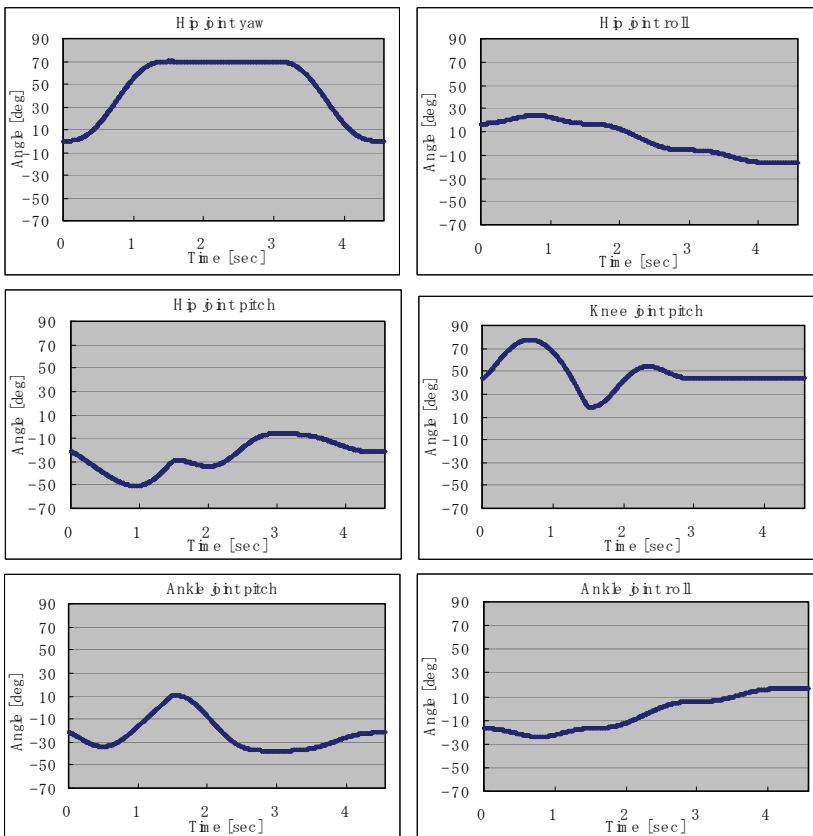 Hip joint yaw
90
70
50
30
10
-10
-30
-50
-70
Angle [deg]
0 1 2 3 4
Time [sec]
Hip joint roll
90
70
50
30
10
-10
-30
-50
-70
Angle [deg]
0 1 2 3 4
Time [sec]
Hip joint pitch
90
70
50
30
10
-10
-30
-50
-70
Angle [deg]
0 1 2 3 4
Time [sec]
Knee joint pitch
90
70
50
30
10
-10
-30
-50
-70
Angle [deg]
0 1 2 3 4
Time [sec]
Ankle joint pitch
90
70
50
30
10
-10
-30
-50
-70
Angle [deg]
0 1 2 3 4
Time [sec]
Ankle joint roll
90
70
50
30
10
-10
-30
-50
-70
Angle [deg]
0 1 2 3 4
Time [sec]